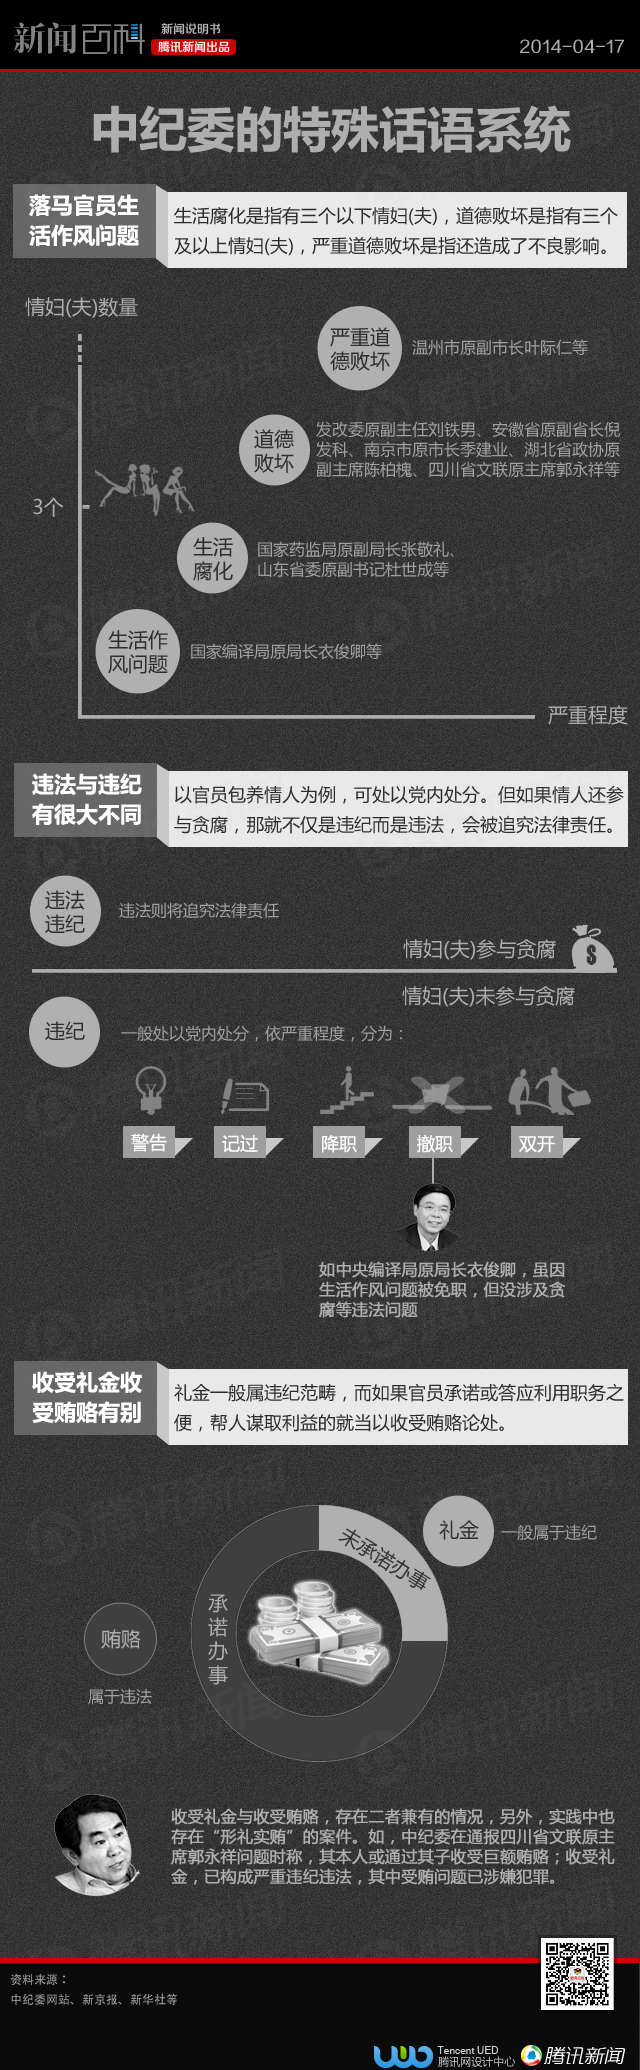 新闻百科
新闻说明书
腾讯新闻出品
2014-04-17
中纪委的特殊话语系统
落马官员生
活作风问题
生活腐化是指有三个以下情妇(夫)，道德败坏是指有三个
及以上情妇(夫)，严重道德败坏是指还造成了不良影响。
情妇(夫)数量
严重道
德败坏
温州市原副市长叶际仁等
道德
败坏
发改委原副主任刘铁男、安徽省原副省长倪
发科、南京市原市长季建业、湖北省政协原
副主席陈柏槐、四川省文联原主席郭永祥等
3个
生活
腐化
国家药监局原副局长张敬礼、
山东省委原副书记杜世成等
生活作
风问题
国家编译局原局长衣俊卿等
严重程度
违法与违纪
有很大不同
以官员包养情人为例，可处以党内处分。但如果情人还参
与贪腐，那就不仅是违纪而是违法，会被追究法律责任。
违法
违纪
违法则将追究法律责任
情妇(夫)参与贪腐
$
情妇(夫)未参与贪腐
违纪
一般处以党内处分，依严重程度，分为：
警告
记过
降职
撤职
双开
如中央编译局原局长衣俊卿，虽因
生活作风问题被免职，但没涉及贪
腐等违法问题
收受礼金收
受贿赂有别
礼金一般属违纪范畴，而如果官员承诺或答应利用职务之
便，帮人谋取利益的就当以收受贿赂论处。
礼金
一般属于违纪
未承诺办事
承诺办事
贿赂
属于违法
收受礼金与收受贿赂，存在二者兼有的情况，另外，实践中也
存在“形礼实贿”的案件。如，中纪委在通报四川省文联原主
席郭永祥问题时称，其本人或通过其子收受巨额贿赂；收受礼
金，已构成严重违纪违法，其中受贿问题已涉嫌犯罪。
资料来源：
中纪委网站、新京报、新华社等
Tencent UED
腾讯网设计中心
腾讯新闻